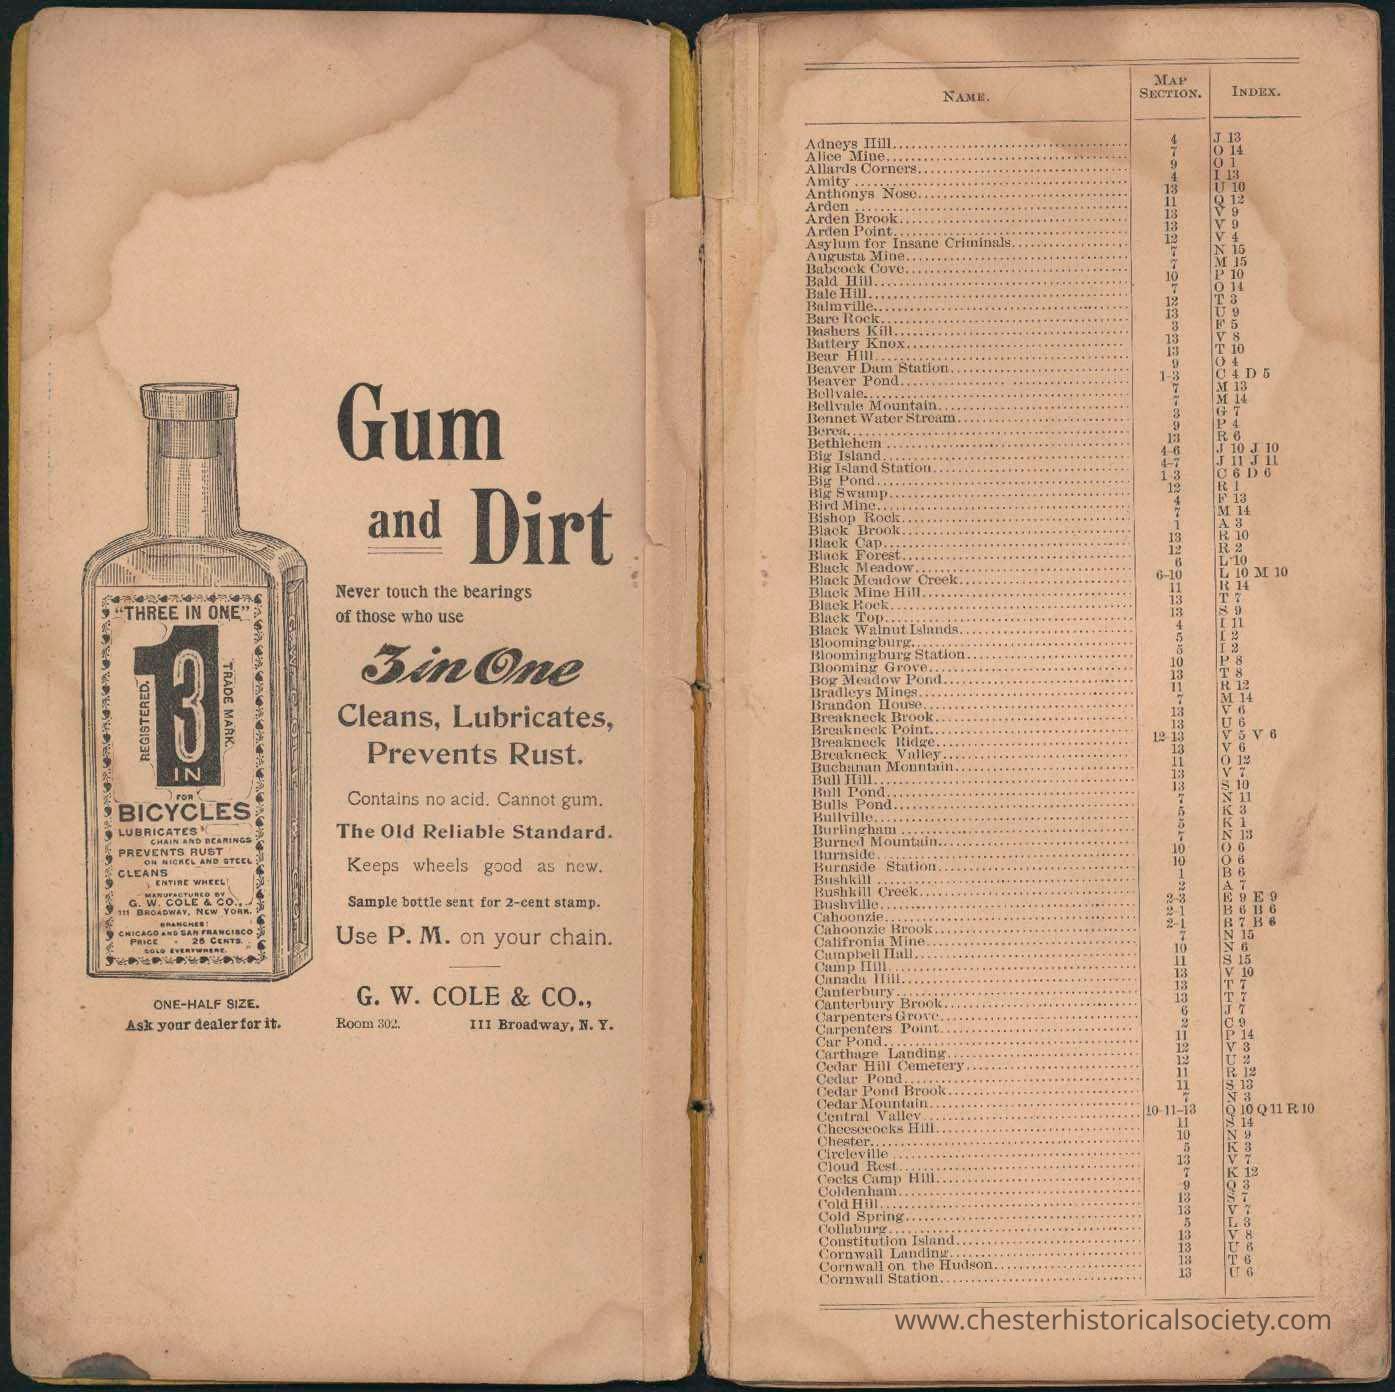 "THREE IN ONE"
REGISTERED.
3 IN 1
TRADE MARK.
FOR
BICYCLES
LUBRICATES
CHAIN AND BEARINGS
PREVENTS RUST
ON NICKEL AND STEEL
CLEANS
ENTIRE WHEEL
MANUFACTURED BY
G. W. COLE & CO.,
111 BROADWAY, NEW YORK.
BRANCHES:
CHICAGO AND SAN FRANCISCO
PRICE - 25 CENTS.
SOLD EVERYWHERE.
ONE-HALF SIZE.
Ask your dealer for it.
Gum
and Dirt
Never touch the bearings
of those who use
3 in One
Cleans, Lubricates,
Prevents Rust.
Contains no acid. Cannot gum.
The Old Reliable Standard.
Keeps wheels good as new.
Sample bottle sent for 2-cent stamp.
Use P. M. on your chain.
G. W. COLE & CO.,
Room 302. 111 Broadway, N. Y.
NAME. MAP SECTION. INDEX.
Adneys Hill 4 J 13
Alice Mine 7 O 14
Allards Corners 9 O 1
Amity 4 I 13
Anthonys Nose 13 U 10
Arden 11 Q 12
Arden Brook 13 V 9
Arden Point 13 V 9
Asylum for Insane Criminals 12 V 4
Augusta Mine 7 N 15
Babcock Cove 7 M 15
Bald Hill 10 P 10
Bale Hill 7 O 14
Balmville 12 T 3
Bare Rock 13 U 9
Bashers Kill 3 F 5
Battery Knox 13 V 8
Bear Hill 13 T 10
Beaver Dam Station 9 O 4
Beaver Pond 1-3 C 4 D 5
Bellvale 7 M 13
Bellvale Mountain 7 M 14
Bennet Water Stream 3 G 7
Berea 9 P 4
Bethlehem 13 R 6
Big Island 4-6 J 10 J 10
Big Island Station 4-7 J 11 J 11
Big Pond 1-3 C 6 D 6
Big Swamp 12 R 1
Bird Mine 4 F 13
Bishop Rock 7 M 14
Black Brook 1 A 3
Black Cap 13 R 10
Black Forest 12 R 2
Black Meadow 6 L 10
Black Meadow Creek 6-10 L 10 M 10
Black Mine Hill 11 R 14
Black Rock 13 T 7
Black Top 13 S 9
Black Walnut Islands 4 I 11
Bloomingburg 5 I 2
Bloomingburg Station 5 I 2
Blooming Grove 10 P 8
Bog Meadow Pond 13 T 8
Bradleys Mines 11 R 12
Brandon House 7 M 14
Breakneck Brook 13 V 6
Breakneck Point 13 U 6
Breakneck Ridge 12-13 V 5 V 6
Breakneck Valley 13 V 6
Buchanan Monntain 11 O 12
Bull Hill 13 V 7
Bull Pond 13 S 10
Bulls Pond 7 N 11
Bullville 5 K 3
Burlingham 5 K 1
Burned Mountain 7 N 13
Burnside 10 O 6
Burnside Station 10 O 6
Bushkill 1 B 6
Bushkill Creek 2 A 7
Bushville 2-3 E 9 E 9
Cahoonzie 2-1 B 6 B 6
Cahoonzie Brook 2-1 B 7 B 6
Califronia Mine 7 N 15
Campbell Hall 10 N 6
Camp Hill 11 S 15
Canada Hill 13 V 10
Canterbury 13 T 7
Canterbury Brook 13 T 7
Carpenters Grove 6 J 7
Carpenters Point 2 C 9
Car Pond 11 P 14
Carthage Landing 12 V 3
Cedar Hill Cemetery 12 U 2
Cedar Pond 11 R 12
Cedar Pond Brook 11 S 13
Cedar Mountain 7 N 3
Central Valley 10-11-13 Q 10 Q 11 R 10
Cheesecocks Hill 11 S 14
Chester 10 N 9
Circleville 5 K 3
Cloud Rest 13 V 7
Cocks Camp Hill 7 K 12
Coldenham 9 Q 3
Cold Hill 13 S 7
Cold Spring 13 V 7
Collaburg 5 L 3
Constitution Island 13 V 8
Cornwall Landing 13 U 6
Cornwall on the Hudson 13 T 6
Cornwall Station 13 U 6
www.chesterhistoricalsociety.com